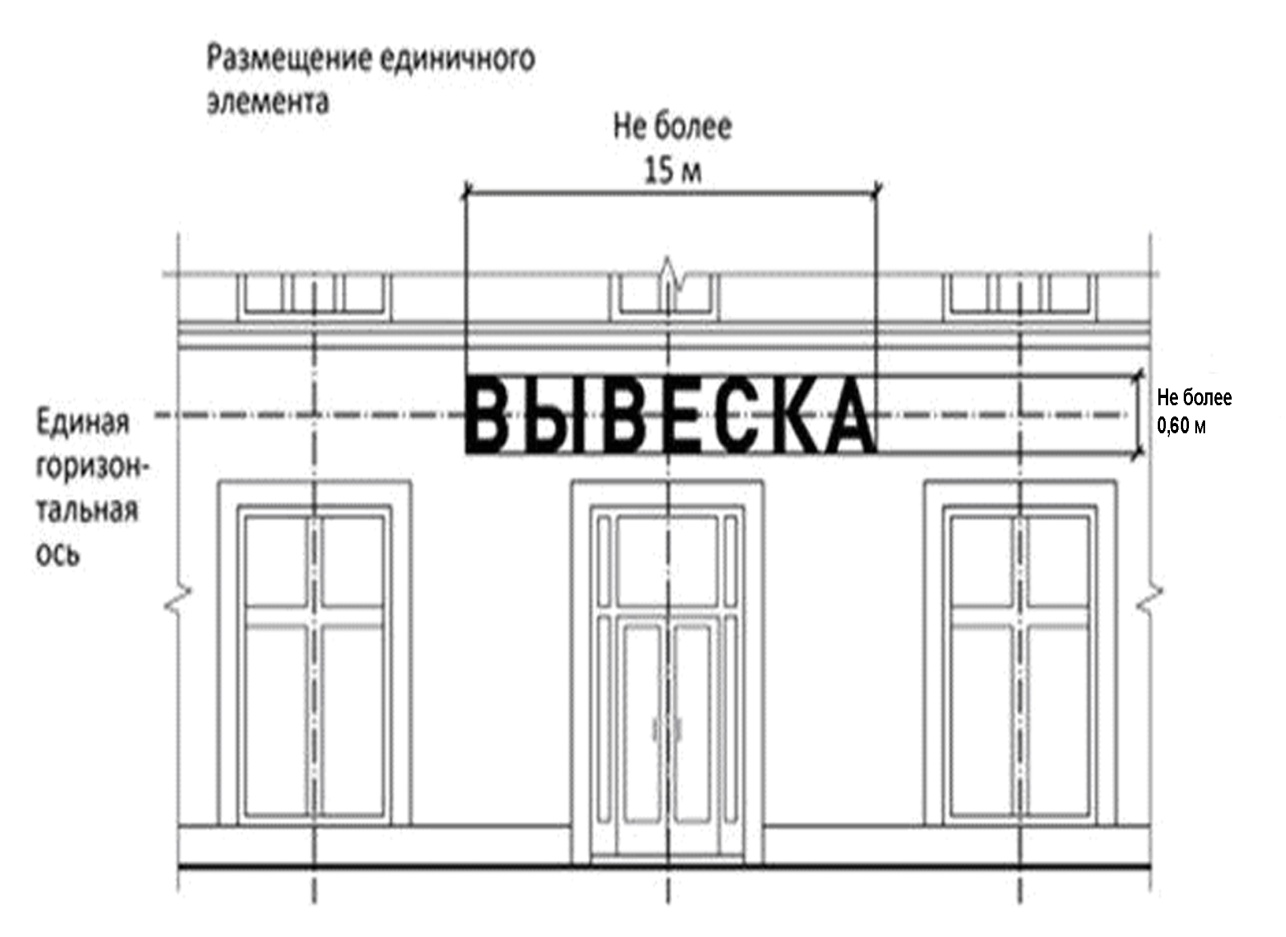 Размещение единичного
элемента
Не более
15 м
ВЫВЕСКА
Не более
0,60 м
Единая
горизон-
тальная
ось